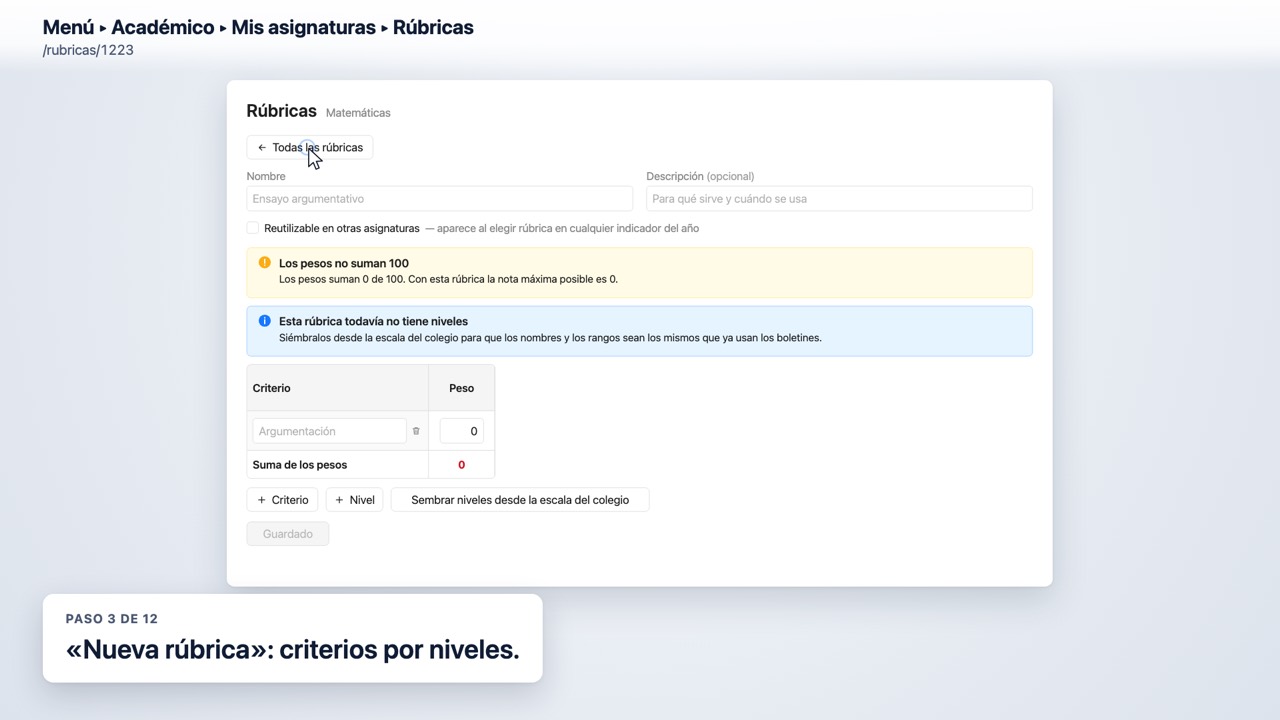 Menú ▸ Académico ▸ Mis asignaturas ▸ Rúbricas
/rubricas/1223
Rúbricas Matemáticas
← Todas las rúbricas
Nombre
Descripción (opcional)
Ensayo argumentativo
Para qué sirve y cuándo se usa
Reutilizable en otras asignaturas — aparece al elegir rúbrica en cualquier indicador del año
Los pesos no suman 100
Los pesos suman 0 de 100. Con esta rúbrica la nota máxima posible es 0.
Esta rúbrica todavía no tiene niveles
Siémbralos desde la escala del colegio para que los nombres y los rangos sean los mismos que ya usan los boletines.
Criterio Peso
Argumentación 0
Suma de los pesos 0
+ Criterio + Nivel Sembrar niveles desde la escala del colegio
Guardado
PASO 3 DE 12
«Nueva rúbrica»: criterios por niveles.